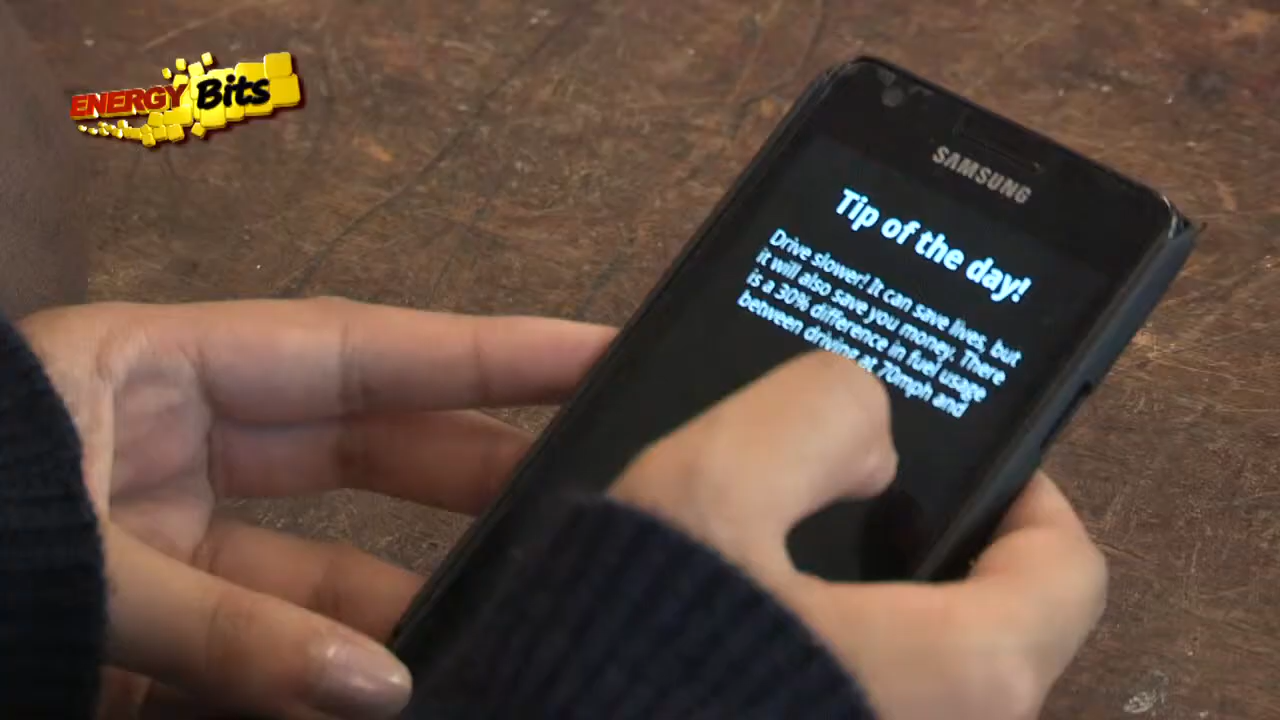 ENERGY Bits
SAMSUNG
Tip of the day!
Drive slower! It can save lives, but
it will also save you money. There
is a 30% difference in fuel usage
between driving at 70mph and